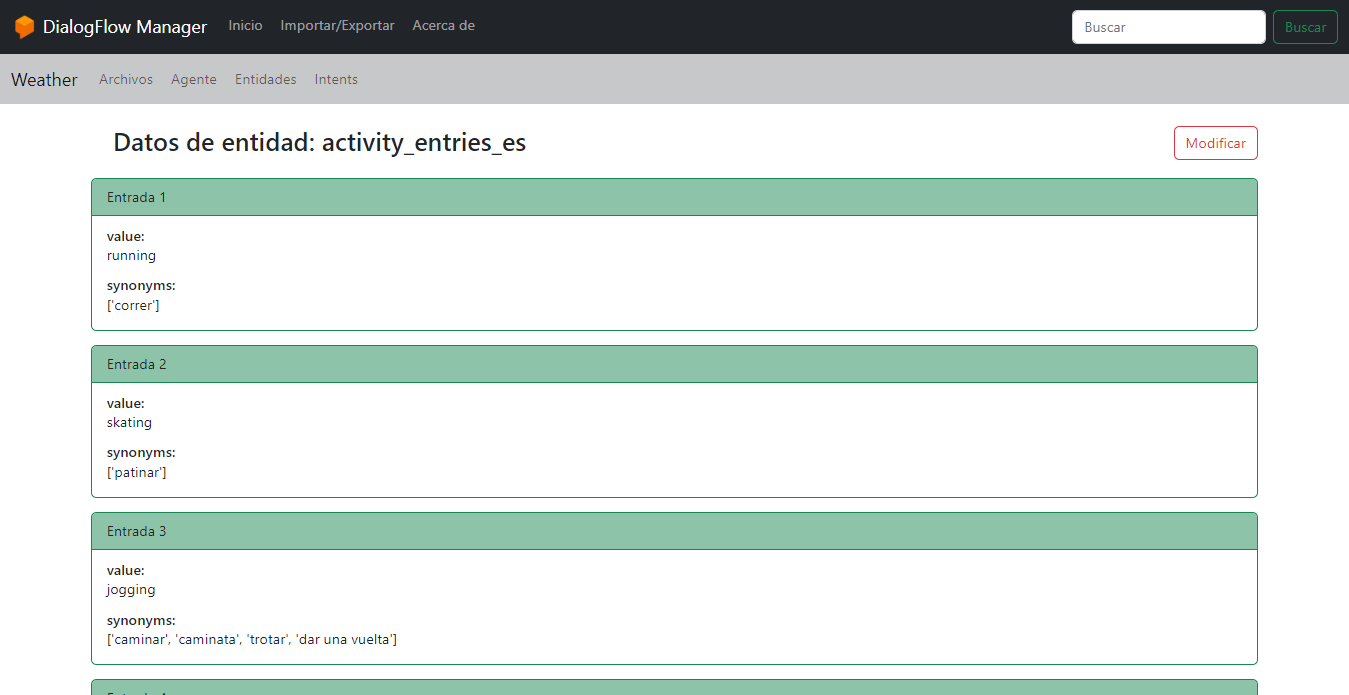 DialogFlow Manager Inicio Importar/Exportar Acerca de Buscar Buscar
Weather Archivos Agente Entidades Intents
Datos de entidad: activity_entries_es Modificar
Entrada 1
value:
running
synonyms:
['correr']
Entrada 2
value:
skating
synonyms:
['patinar']
Entrada 3
value:
jogging
synonyms:
['caminar', 'caminata', 'trotar', 'dar una vuelta']